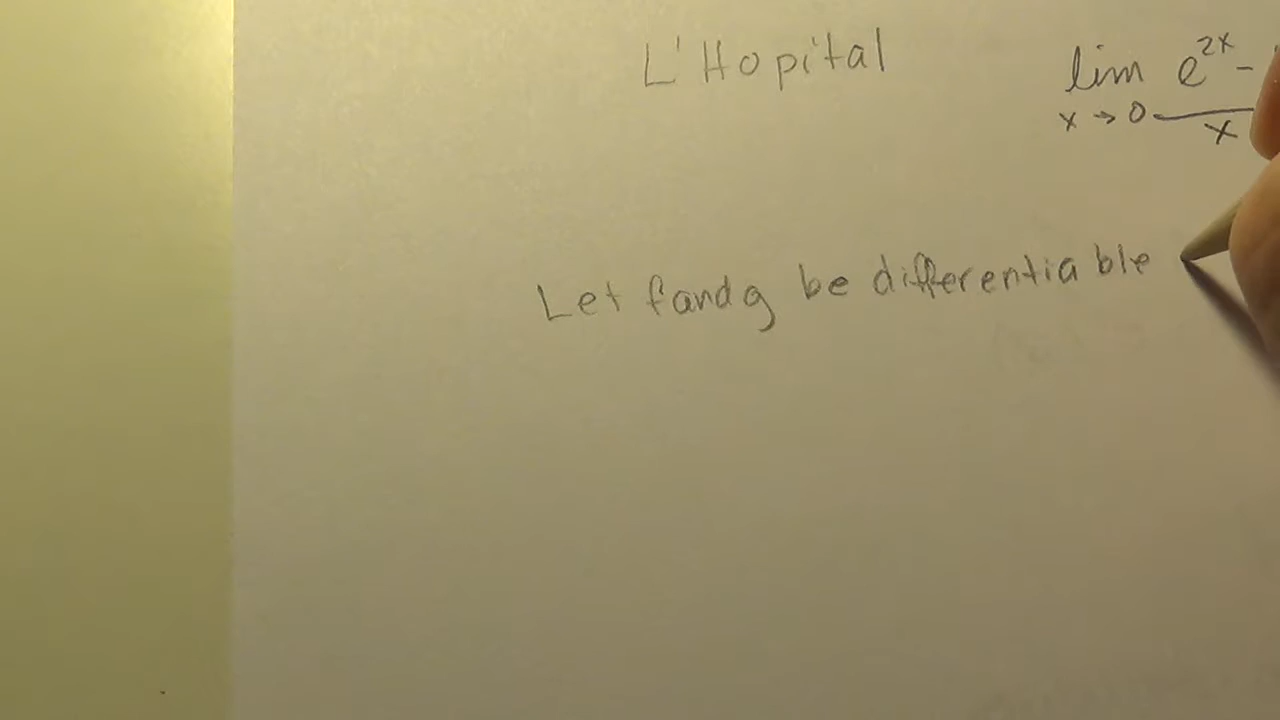 L'Hopital
lim e^2x -
x → 0 x
Let f and g be differentiable